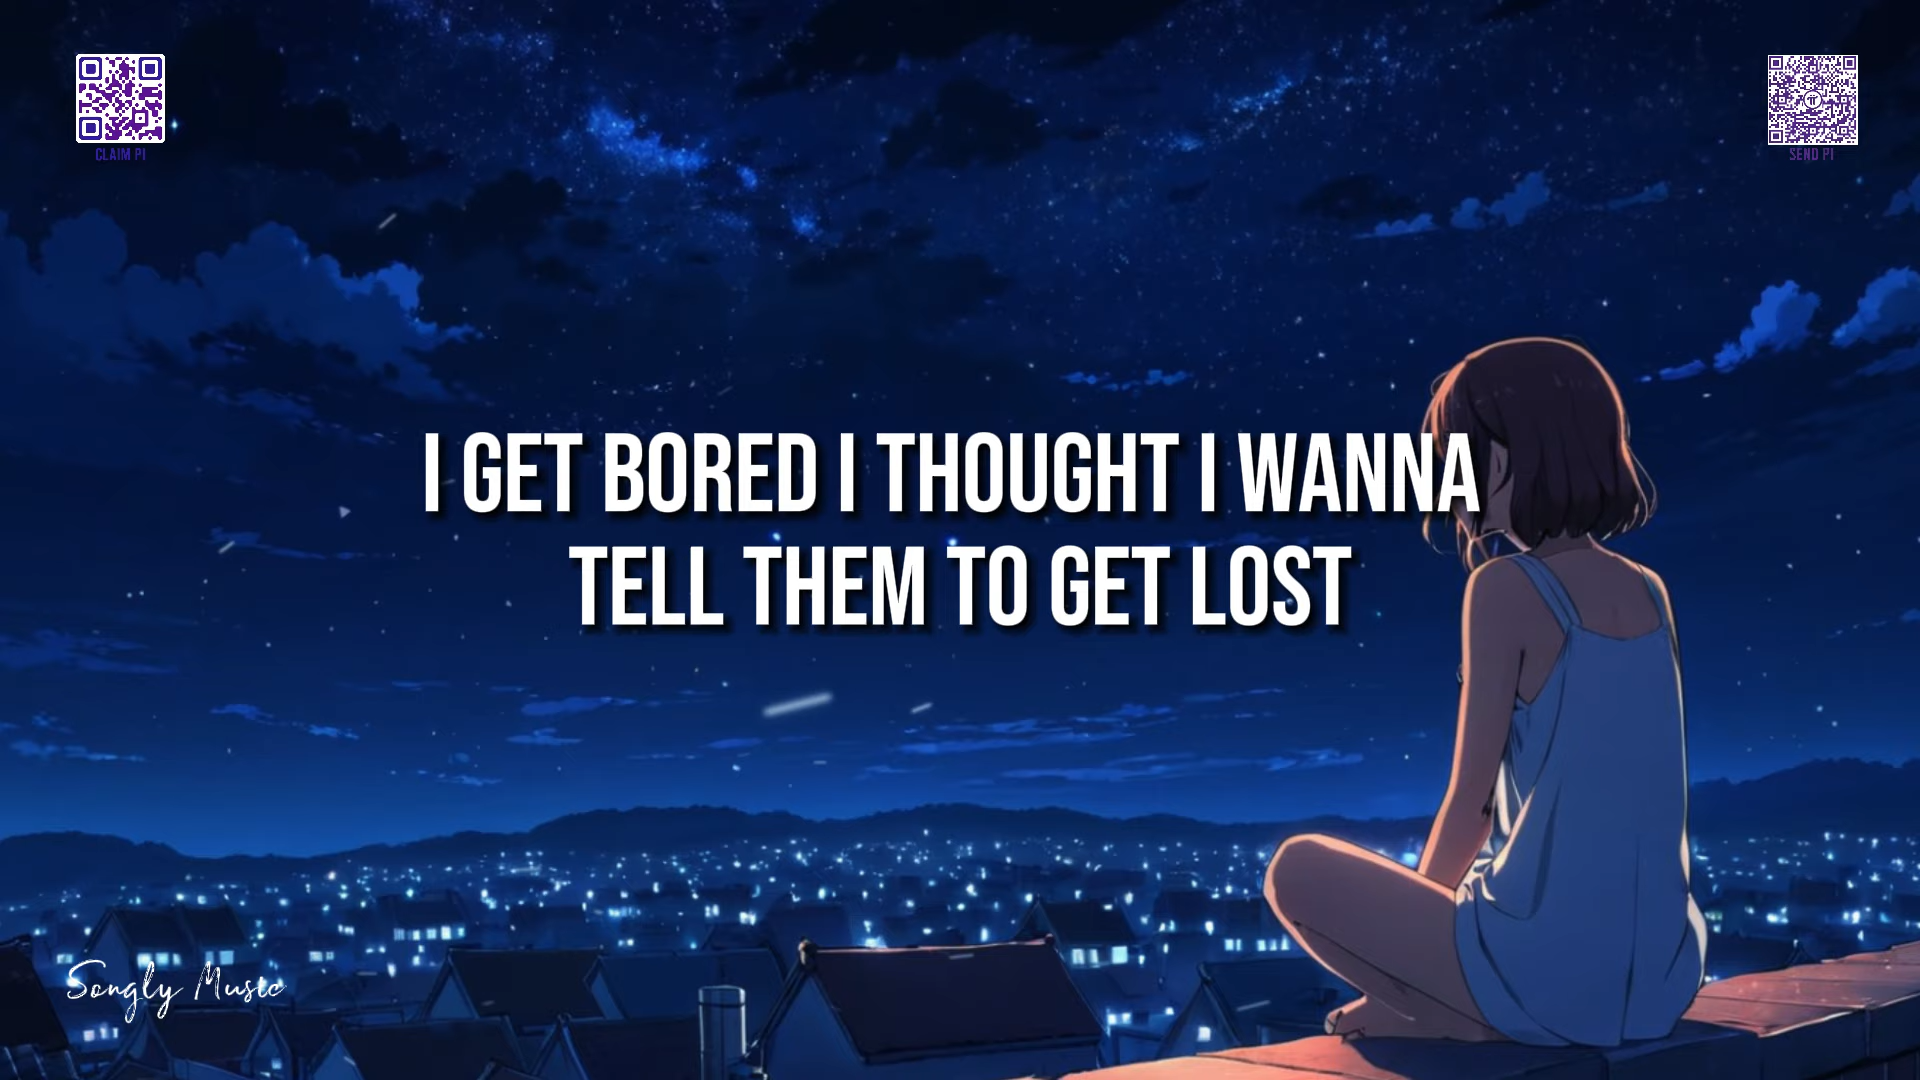 CLAIM PI
SEND PI
I GET BORED I THOUGHT I WANNA
TELL THEM TO GET LOST
Songly Music